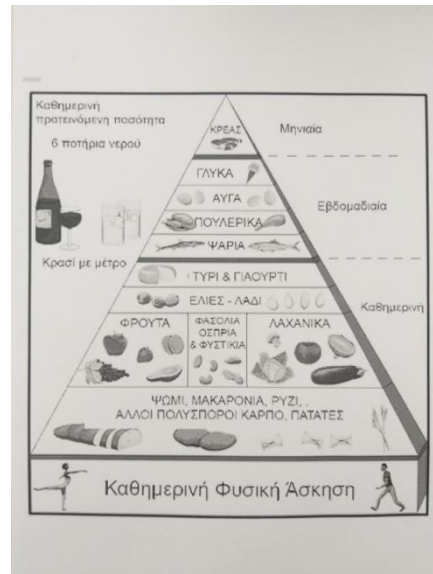 Καθημερινή
προτεινόμενη ποσότητα
6 ποτήρια νερού
Κρασί με μέτρο
ΚΡΕΑΣ
Μηνιαία
ΓΛΥΚΑ
ΑΥΓΑ
ΠΟΥΛΕΡΙΚΑ
ΨΑΡΙΑ
Εβδομαδιαία
ΤΥΡΙ & ΓΙΑΟΥΡΤΙ
ΕΛΙΕΣ - ΛΑΔΙ
Καθημερινή
ΦΡΟΥΤΑ
ΦΑΣΟΛΙΑ
ΟΣΠΡΙΑ
& ΦΥΣΤΙΚΙΑ
ΛΑΧΑΝΙΚΑ
ΨΩΜΙ, ΜΑΚΑΡΟΝΙΑ, ΡΥΖΙ, .
ΑΛΛΟΙ ΠΟΛΥΣΠΟΡΟΙ ΚΑΡΠΟ, ΠΑΤΑΤΕΣ
Καθημερινή Φυσική Άσκηση